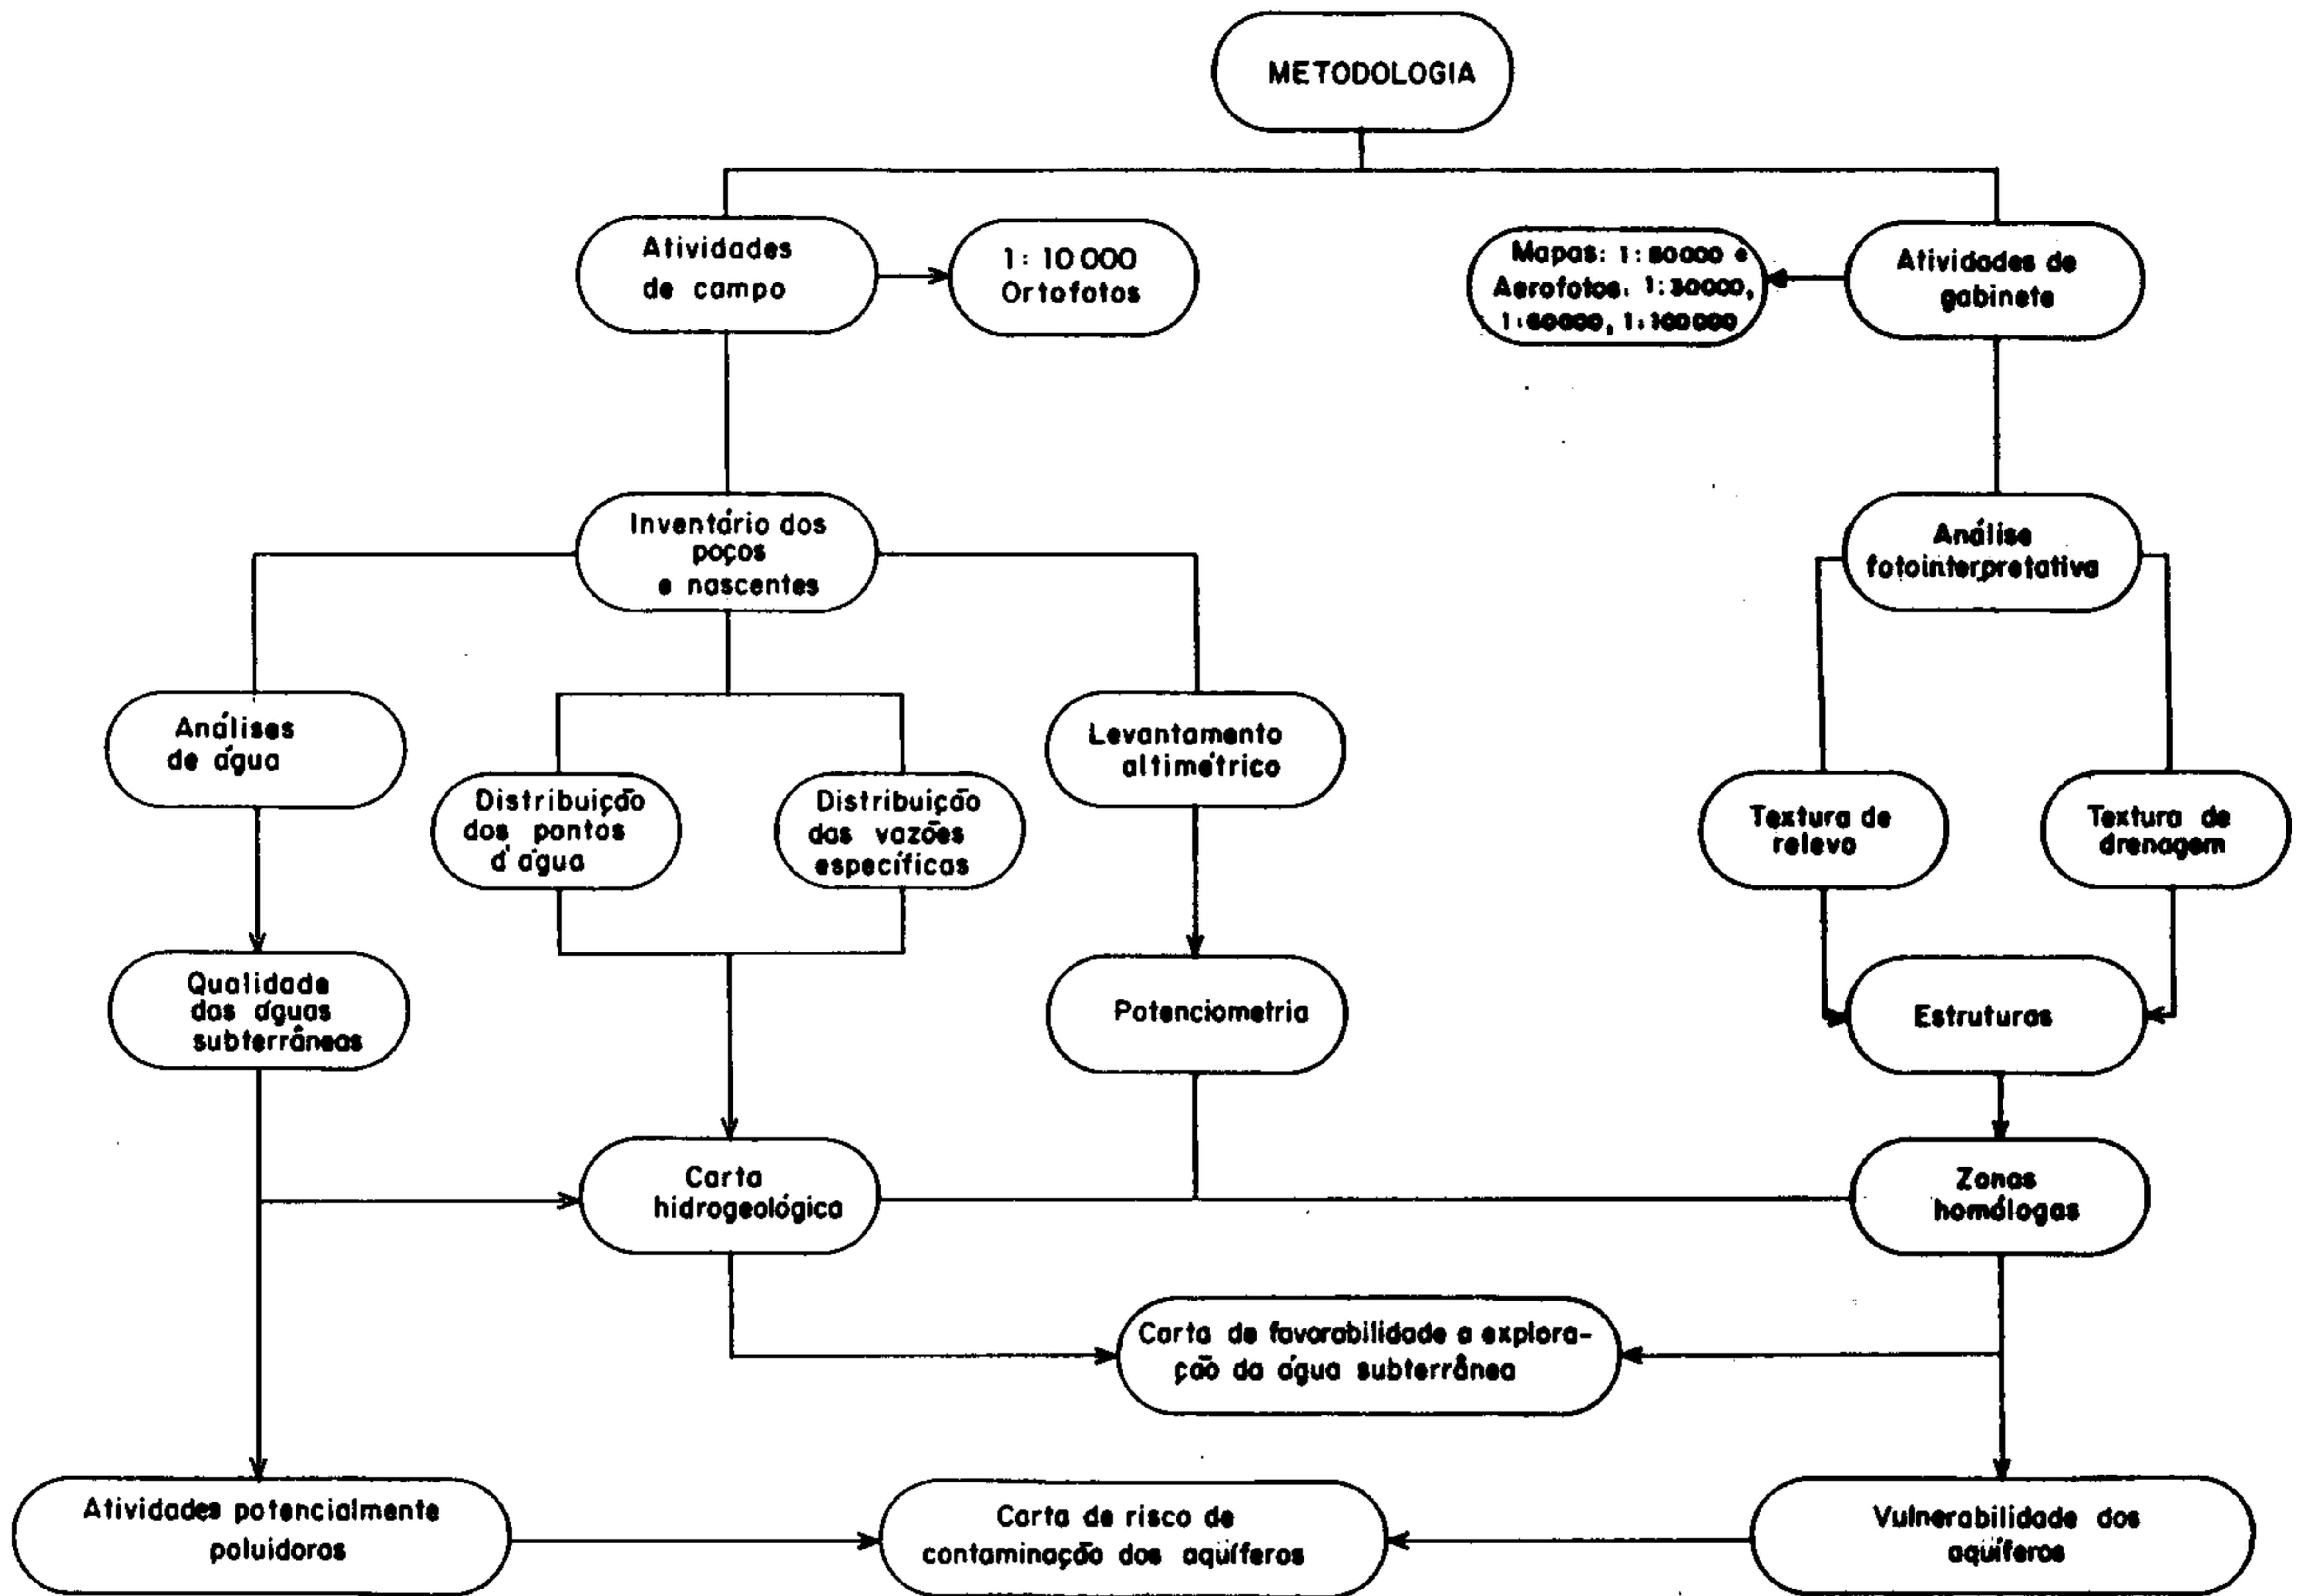 METODOLOGIA
Atividades
de campo
1: 10 000
Ortofotos
Mapas: 1:50000 e
Aerofotos: 1:30000,
1:60000, 1:100000
Atividades de
gabinete
Inventário dos
poços
e nascentes
Análise
fotointerpretativa
Análises
de água
Distribuição
dos pontos
d'água
Distribuição
das vazões
específicas
Levantamento
altimétrico
Textura de
relevo
Textura de
drenagem
Qualidade
das águas
subterrâneas
Potenciometria
Estruturas
Carta
hidrogeológica
Zonas
homólogas
Carta de favorabilidade a explora-
ção da água subterrânea
Atividades potencialmente
poluidoras
Carta de risco de
contaminação dos aqüíferos
Vulnerabilidade dos
aqüíferos